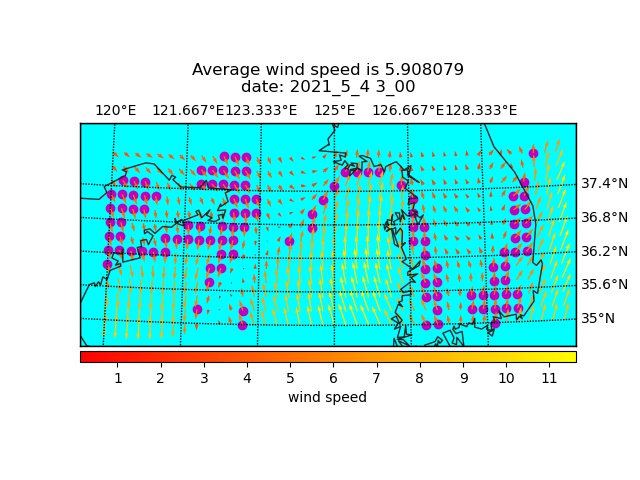 Average wind speed is 5.908079
date: 2021_5_4 3_00
120°E 121.667°E 123.333°E 125°E 126.667°E 128.333°E
37.4°N
36.8°N
36.2°N
35.6°N
35°N
1 2 3 4 5 6 7 8 9 10 11
wind speed